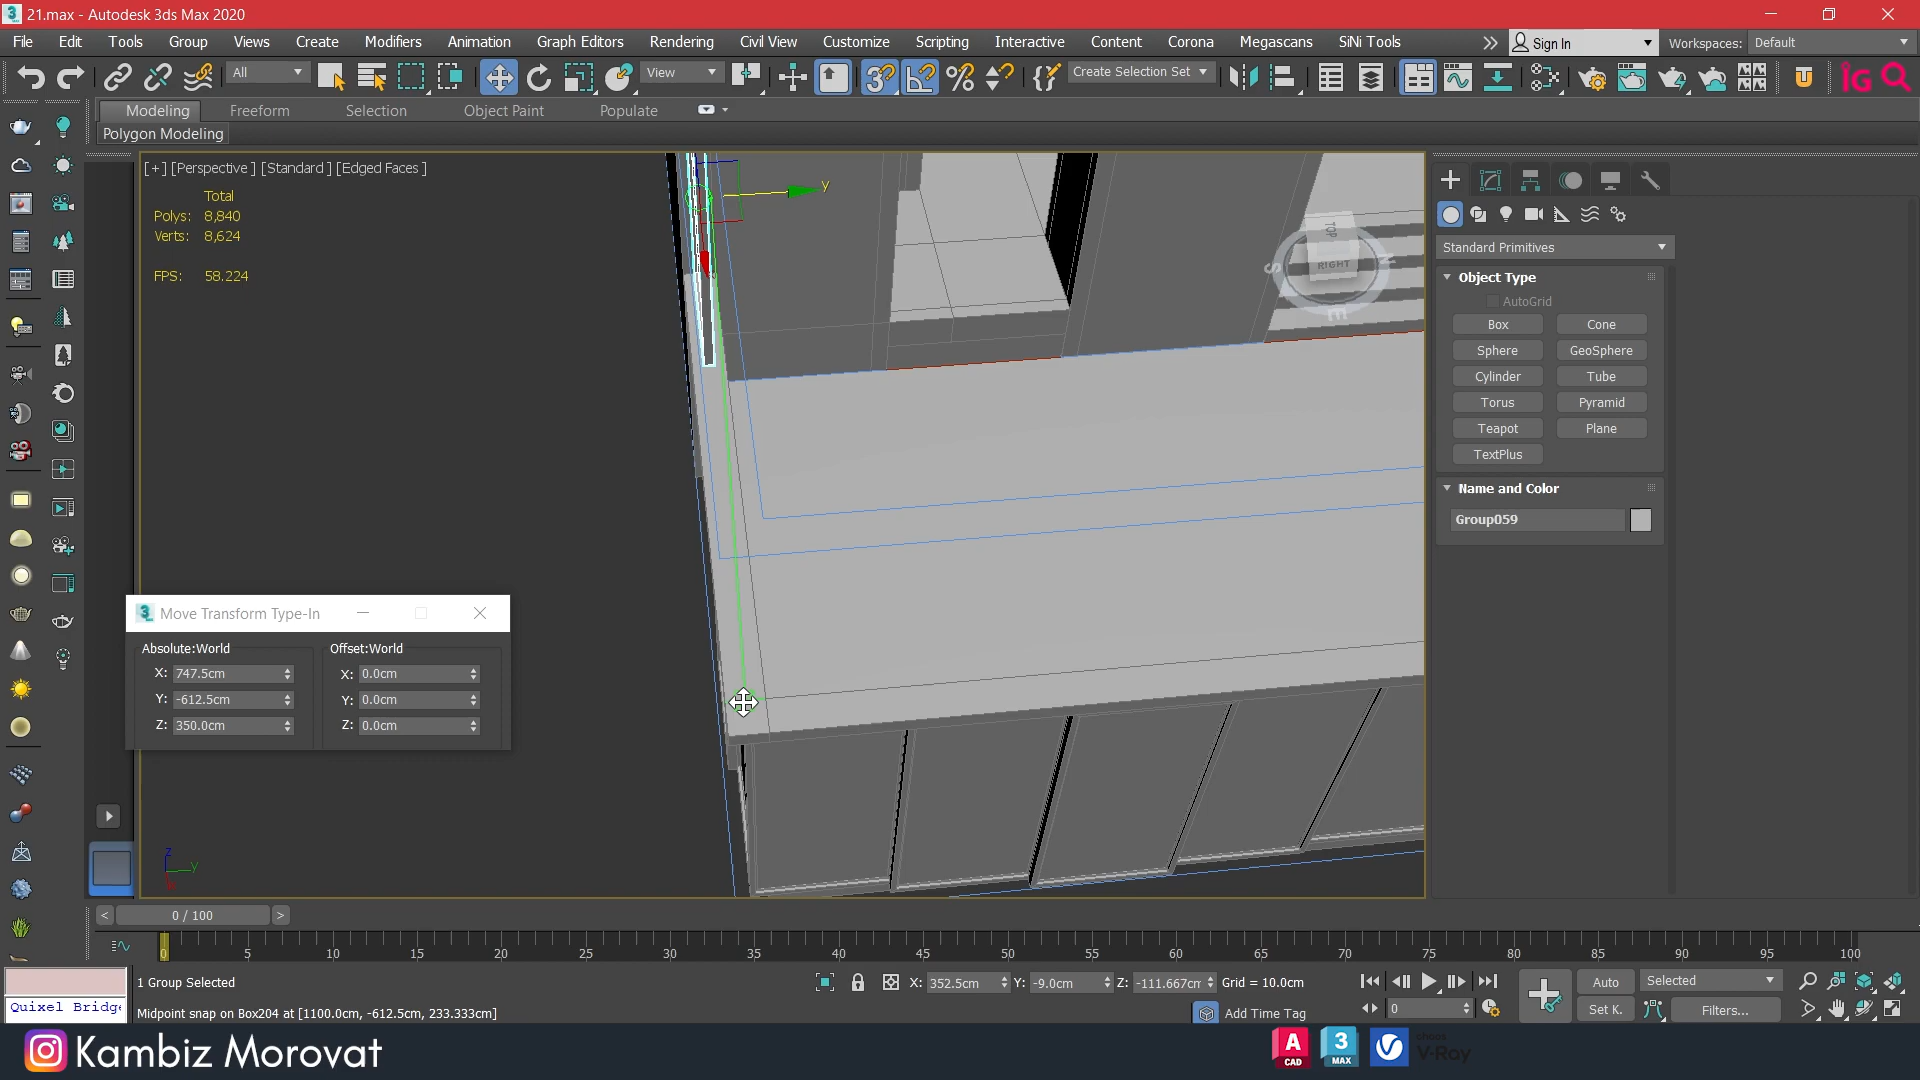 21.max - Autodesk 3ds Max 2020
File Edit Tools Group Views Create Modifiers Animation Graph Editors Rendering Civil View Customize Scripting Interactive Content Corona Megascans SiNi Tools Sign In Workspaces: Default
All View Create Selection Set iG
Modeling Freeform Selection Object Paint Populate
Polygon Modeling
[+] [Perspective ] [Standard ] [Edged Faces ]
Total
Polys: 8,840
Verts: 8,624
FPS: 58.224
y
TOP
RIGHT
S
N
E
Standard Primitives
Object Type
AutoGrid
Box Cone
Sphere GeoSphere
Cylinder Tube
Torus Pyramid
Teapot Plane
TextPlus
Name and Color
Group059
Move Transform Type-In
Absolute:World Offset:World
X: 747.5cm X: 0.0cm
Y: -612.5cm Y: 0.0cm
Z: 350.0cm Z: 0.0cm
z
y
< 0 / 100 >
0 5 10 15 20 25 30 35 40 45 50 55 60 65 70 75 80 85 90 95 100
1 Group Selected X: 352.5cm Y: -9.0cm Z: -111.667cm Grid = 10.0cm Auto Selected
Quixel Bridge Midpoint snap on Box204 at [1100.0cm, -612.5cm, 233.333cm] Add Time Tag 0 Set K. Filters...
Kambiz Morovat
A CAD
3 MAX
chaos
V-Ray